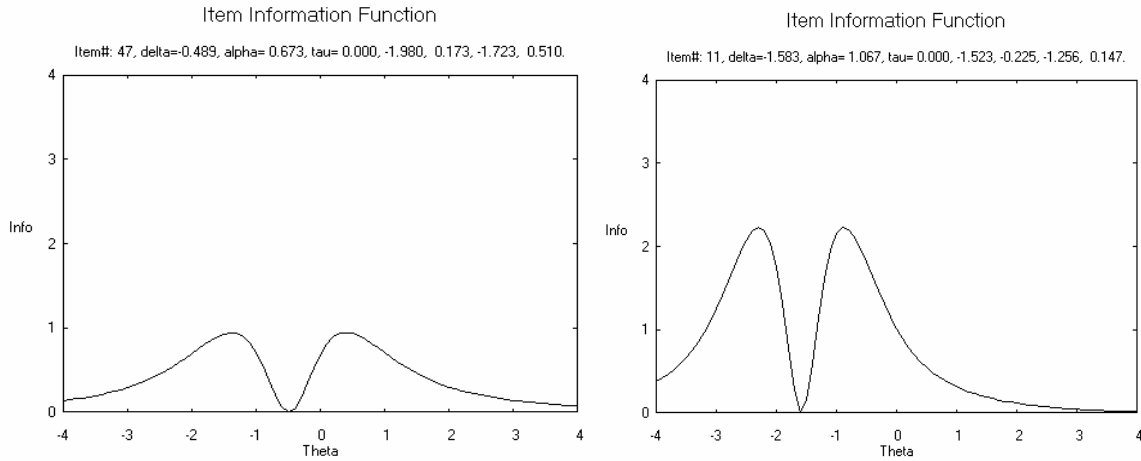 Item Information Function
Item#: 47, delta=-0.489, alpha= 0.673, tau= 0.000, -1.980, 0.173, -1.723, 0.510.
4
3
2
1
0
Info
-4 -3 -2 -1 0 1 2 3 4
Theta
Item Information Function
Item#: 11, delta=-1.583, alpha= 1.067, tau= 0.000, -1.523, -0.225, -1.256, 0.147.
4
3
2
1
0
Info
-4 -3 -2 -1 0 1 2 3 4
Theta